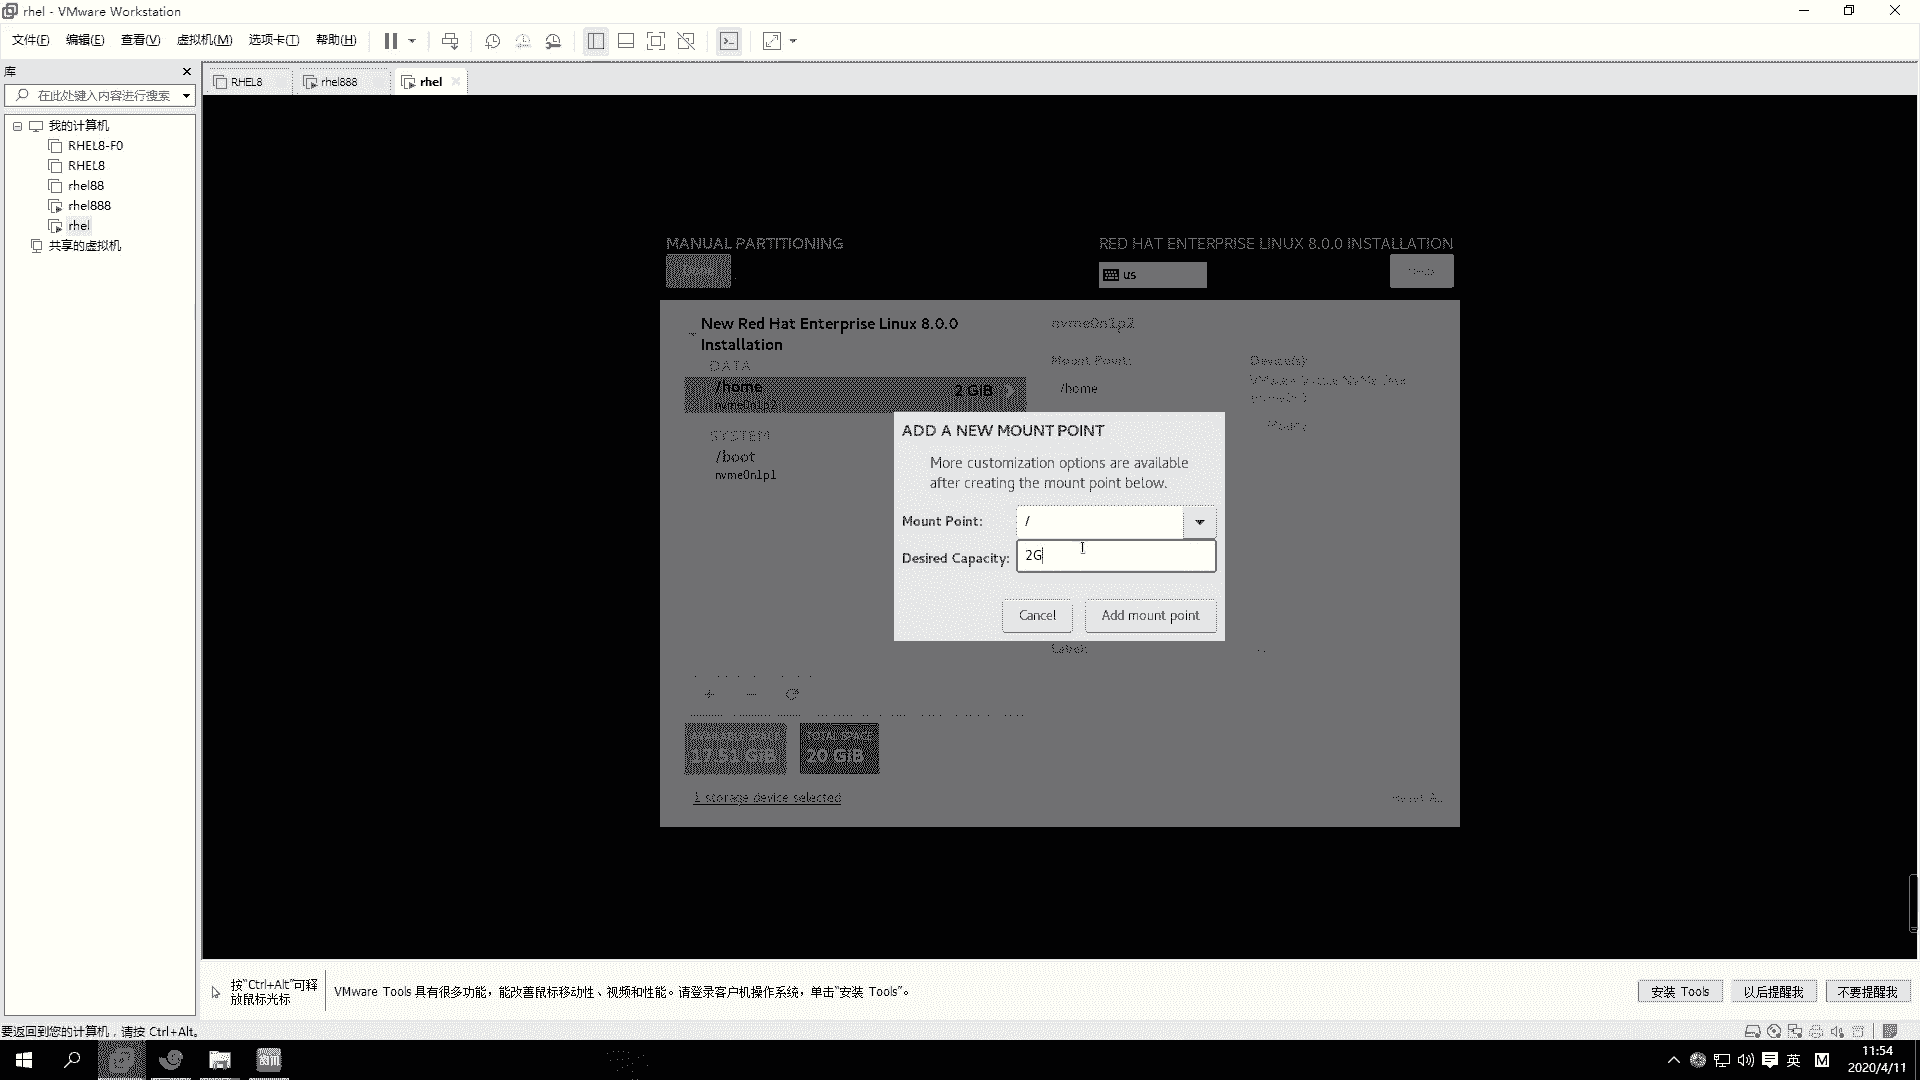 rhel - VMware Workstation
文件(F) 编辑(E) 查看(V) 虚拟机(M) 选项卡(T) 帮助(H)
库
在此处键入内容进行搜索
我的计算机
RHEL8-F0
RHEL8
rhel88
rhel888
rhel
共享的虚拟机
RHEL8 rhel888 rhel
MANUAL PARTITIONING
RED HAT ENTERPRISE LINUX 8.0.0 INSTALLATION
us
New Red Hat Enterprise Linux 8.0.0
Installation
DATA
/home
2 GiB
nvme0n1p2
SYSTEM
/boot
nvme0n1p1
nvme0n1p2
Mount Point:
/home
Device(s):
ADD A NEW MOUNT POINT
More customization options are available
after creating the mount point below.
Mount Point: /
Desired Capacity: 2G
Cancel Add mount point
Label:
AVAILABLE SPACE
17.51 GiB
TOTAL SPACE
20 GiB
1 storage device selected
按"Ctrl+Alt"可释
放鼠标光标
VMware Tools 具有很多功能，能改善鼠标移动性、视频和性能。请登录客户机操作系统，单击“安装 Tools”。
安装 Tools 以后提醒我 不要提醒我
要返回到您的计算机，请按 Ctrl+Alt。
英 M
11:54
2020/4/11